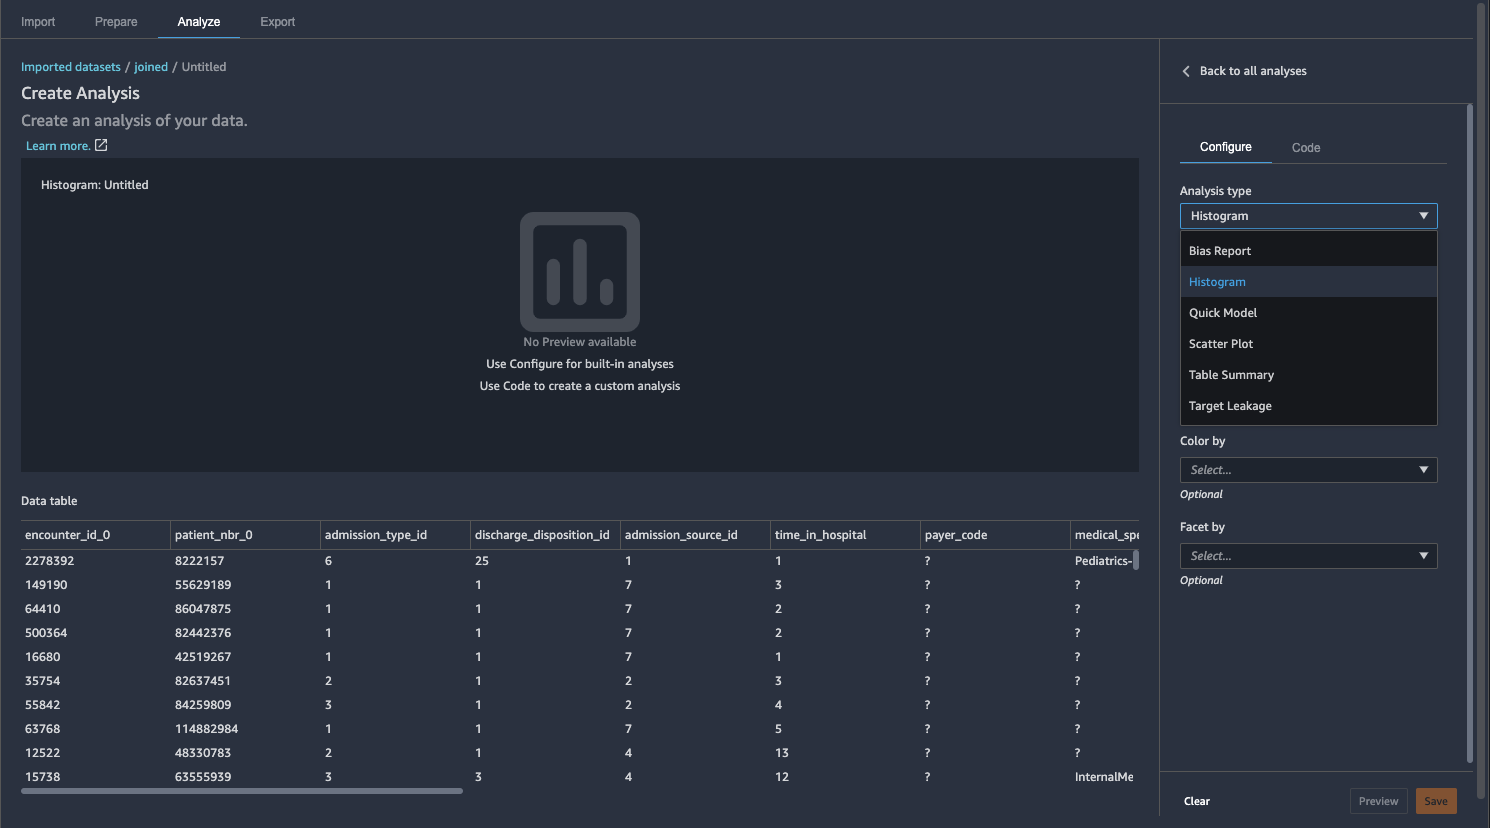 Import Prepare Analyze Export
Imported datasets / joined / Untitled
Create Analysis
Create an analysis of your data.
Learn more.
Histogram: Untitled
No Preview available
Use Configure for built-in analyses
Use Code to create a custom analysis
Data table
encounter_id_0 patient_nbr_0 admission_type_id discharge_disposition_id admission_source_id time_in_hospital payer_code medical_spe
2278392 8222157 6 25 1 1 ? Pediatrics-
149190 55629189 1 1 7 3 ? ?
64410 86047875 1 1 7 2 ? ?
500364 82442376 1 1 7 2 ? ?
16680 42519267 1 1 7 1 ? ?
35754 82637451 2 1 2 3 ? ?
55842 84259809 3 1 2 4 ? ?
63768 114882984 1 1 7 5 ? ?
12522 48330783 2 1 4 13 ? ?
15738 63555939 3 3 4 12 ? InternalMe
Back to all analyses
Configure Code
Analysis type
Histogram
Bias Report
Histogram
Quick Model
Scatter Plot
Table Summary
Target Leakage
Color by
Select...
Optional
Facet by
Select...
Optional
Clear Preview Save